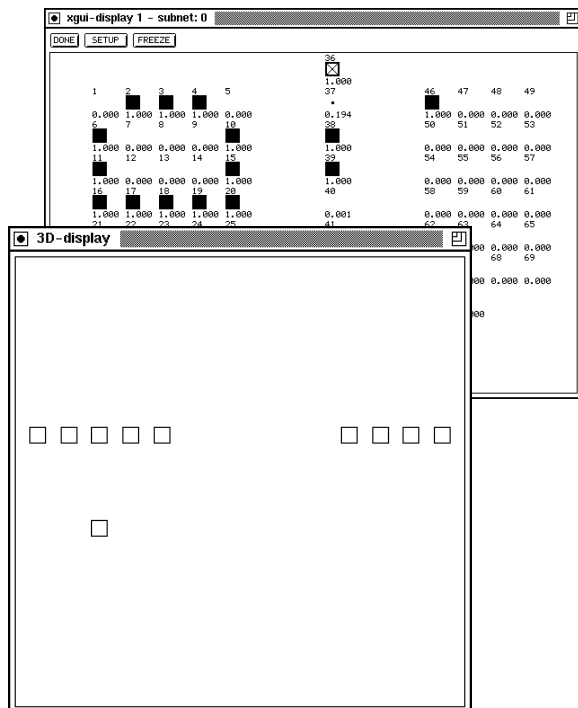 xgui-display 1 - subnet: 0
DONE SETUP FREEZE
36
1.000
1 2 3 4 5 37 46 47 48 49
0.000 1.000 1.000 1.000 0.000 0.194 1.000 0.000 0.000 0.000
6 7 8 9 10 38 50 51 52 53
1.000 0.000 0.000 0.000 1.000 1.000 0.000 0.000 0.000 0.000
11 12 13 14 15 39 54 55 56 57
1.000 0.000 0.000 0.000 1.000 1.000 0.000 0.000 0.000 0.000
16 17 18 19 20 40 58 59 60 61
1.000 1.000 1.000 1.000 1.000 0.001 0.000 0.000 0.000 0.000
21 22 23 24 25 41 62 63 64 65
3D-display
000 0.000 0.000
68 69
000 0.000 0.000
000